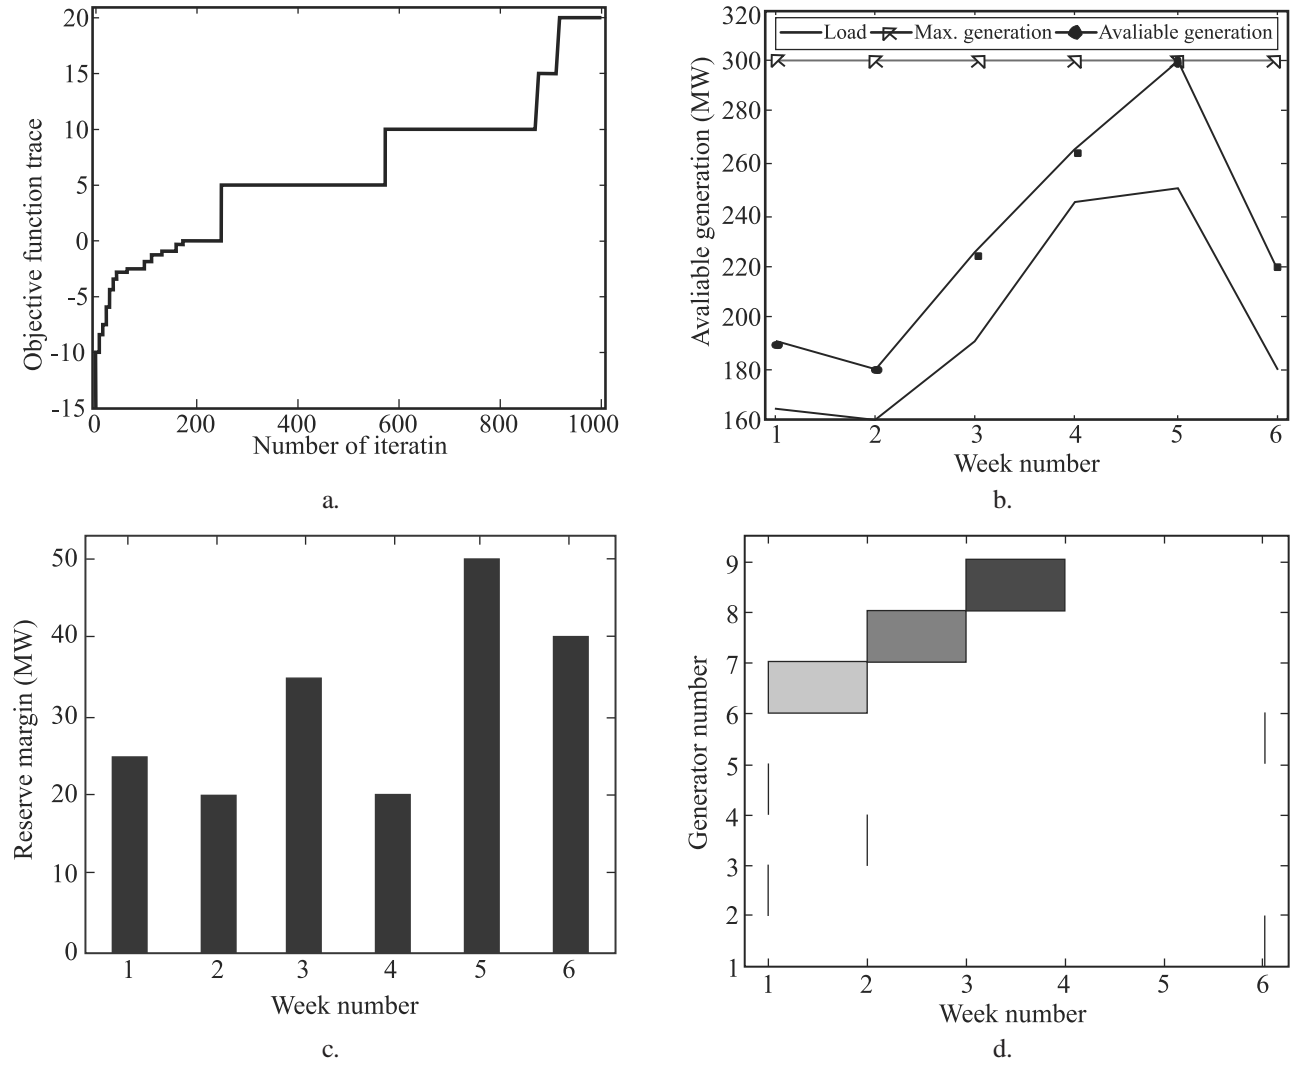 20
15
10
5
0
-5
-10
-15
Objective function trace
0 200 400 600 800 1000
Number of iteratin
a.
320
300
280
260
240
220
200
180
160
Avaliable generation (MW)
Load Max. generation Avaliable generation
1 2 3 4 5 6
Week number
b.
50
40
30
20
10
0
Reserve margin (MW)
1 2 3 4 5 6
Week number
c.
9
8
7
6
5
4
3
2
1
Generator number
1 2 3 4 5 6
Week number
d.